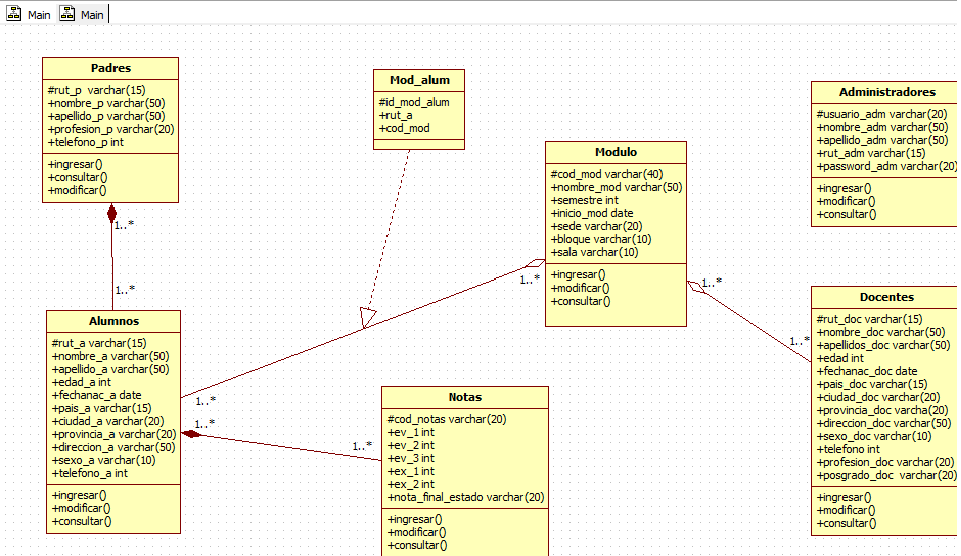 Main
Main
Padres
#rut_p varchar(15)
+nombre_p varchar(50)
+apellido_p varchar(50)
+profesion_p varchar(20)
+telefono_p int
+ingresar()
+consultar()
+modificar()
1..*
1..*
Mod_alum
#id_mod_alum
+rut_a
+cod_mod
Modulo
#cod_mod varchar(40)
+nombre_mod varchar(50)
+semestre int
+inicio_mod date
+sede varchar(20)
+bloque varchar(10)
+sala varchar(10)
+ingresar()
+modificar()
+consultar()
1..*
1..*
1..*
1..*
Administradores
#usuario_adm varchar(20)
+nombre_adm varchar(50)
+apellido_adm varchar(50)
+rut_adm varchar(15)
+password_adm varchar(20)
+ingresar()
+modificar()
+consultar()
Alumnos
#rut_a varchar(15)
+nombre_a varchar(50)
+apellido_a varchar(50)
+edad_a int
+fechanac_a date
+pais_a varchar(15)
+ciudad_a varchar(20)
+provincia_a varchar(20)
+direccion_a varchar(50)
+sexo_a varchar(10)
+telefono_a int
+ingresar()
+modificar()
+consultar()
1..*
1..*
Notas
#cod_notas varchar(20)
+ev_1 int
+ev_2 int
+ev_3 int
+ex_1 int
+ex_2 int
+nota_final_estado varchar(20)
+ingresar()
+modificar()
+consultar()
Docentes
#rut_doc varchar(15)
+nombre_doc varchar(50)
+apellidos_doc varchar(50)
+edad int
+fechanac_doc date
+pais_doc varchar(15)
+ciudad_doc varchar(20)
+provincia_doc varcha(20)
+direccion_doc varchar(50)
+sexo_doc varchar(10)
+telefono int
+profesion_doc varchar(20)
+posgrado_doc varchar(20)
+ingresar()
+modificar()
+consultar()